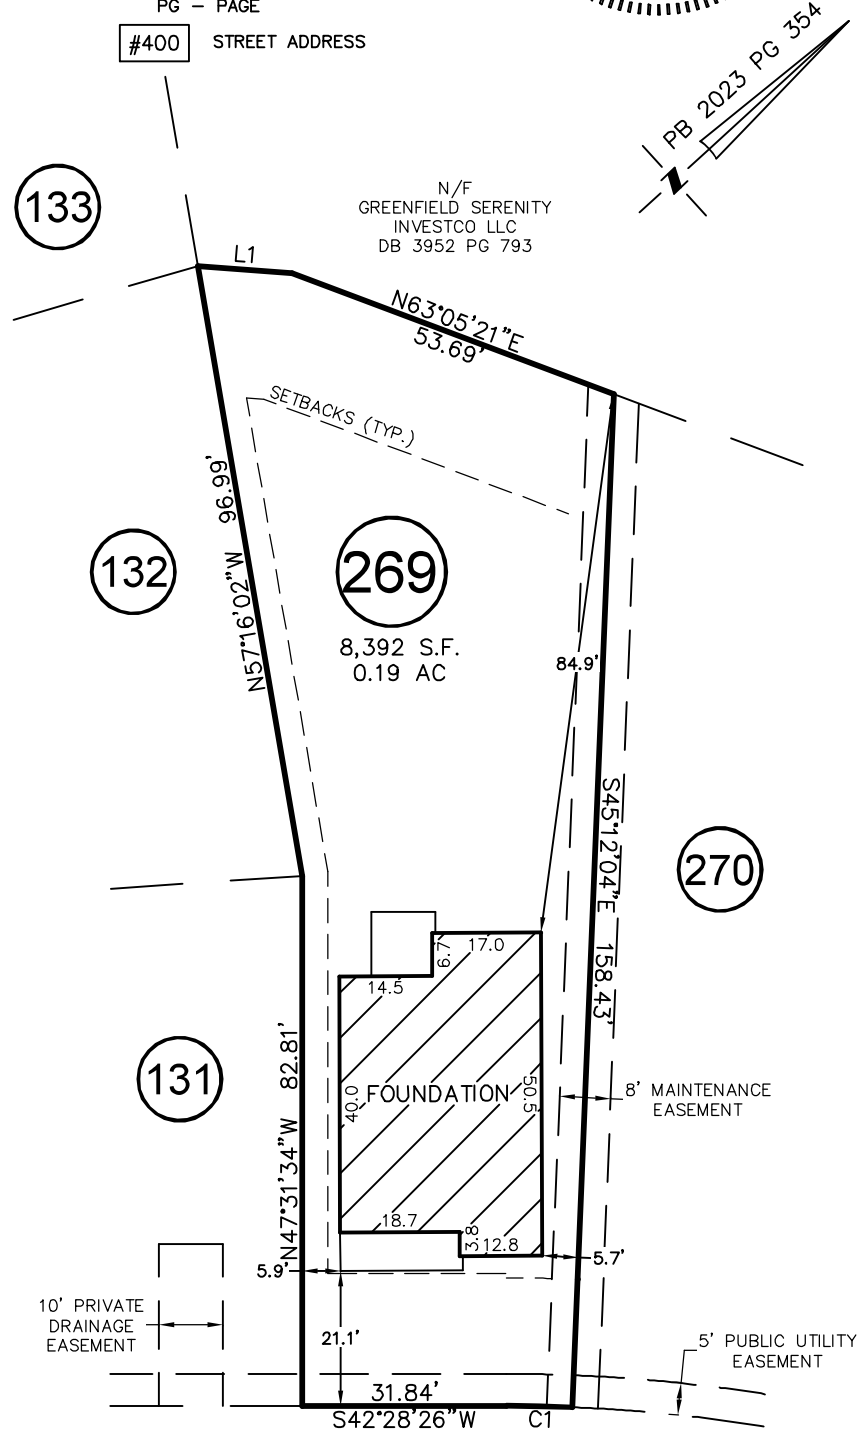 PG – PAGE
#400 STREET ADDRESS
PB 2023 PG 354
133
N/F
GREENFIELD SERENITY
INVESTCO LLC
DB 3952 PG 793
L1
N63°05'21"E
53.69'
SETBACKS (TYP.)
N57°16'02"W 96.99'
132
269
8,392 S.F.
0.19 AC
84.9'
S45°12'04"E 158.43'
270
17.0
6.7
14.5
131
N47°31'34"W 82.81'
40.0
FOUNDATION
50.5
8' MAINTENANCE
EASEMENT
18.7
3.8
12.8
5.9'
5.7'
10' PRIVATE
DRAINAGE
EASEMENT
21.1'
5' PUBLIC UTILITY
EASEMENT
31.84'
S42°28'26"W
C1